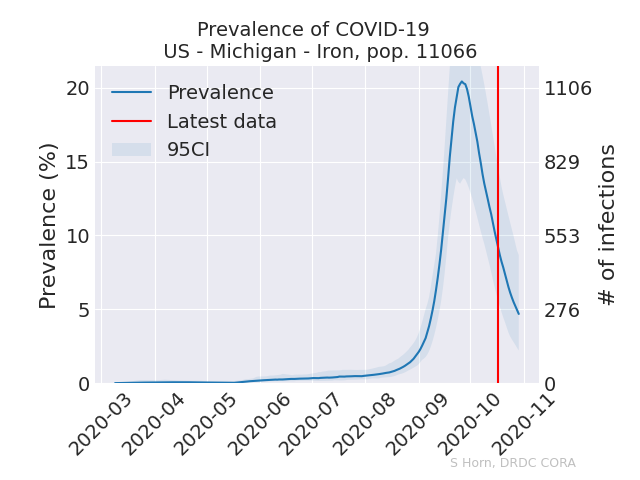 Prevalence of COVID-19
US - Michigan - Iron, pop. 11066
Prevalence
Latest data
95CI
Prevalence (%)
20
15
10
5
0
# of infections
1106
829
553
276
0
2020-03
2020-04
2020-05
2020-06
2020-07
2020-08
2020-09
2020-10
2020-11
S Horn, DRDC CORA